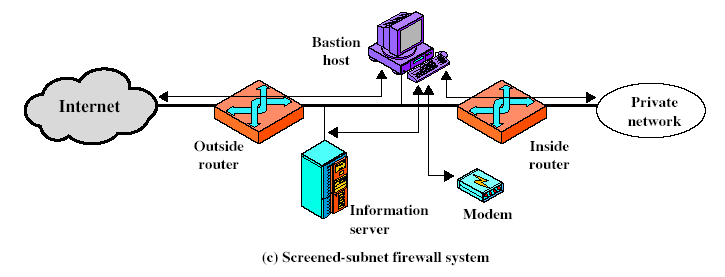 Bastion
host
Internet
Private
network
Outside
router
Inside
router
Information
server
Modem
(c) Screened-subnet firewall system